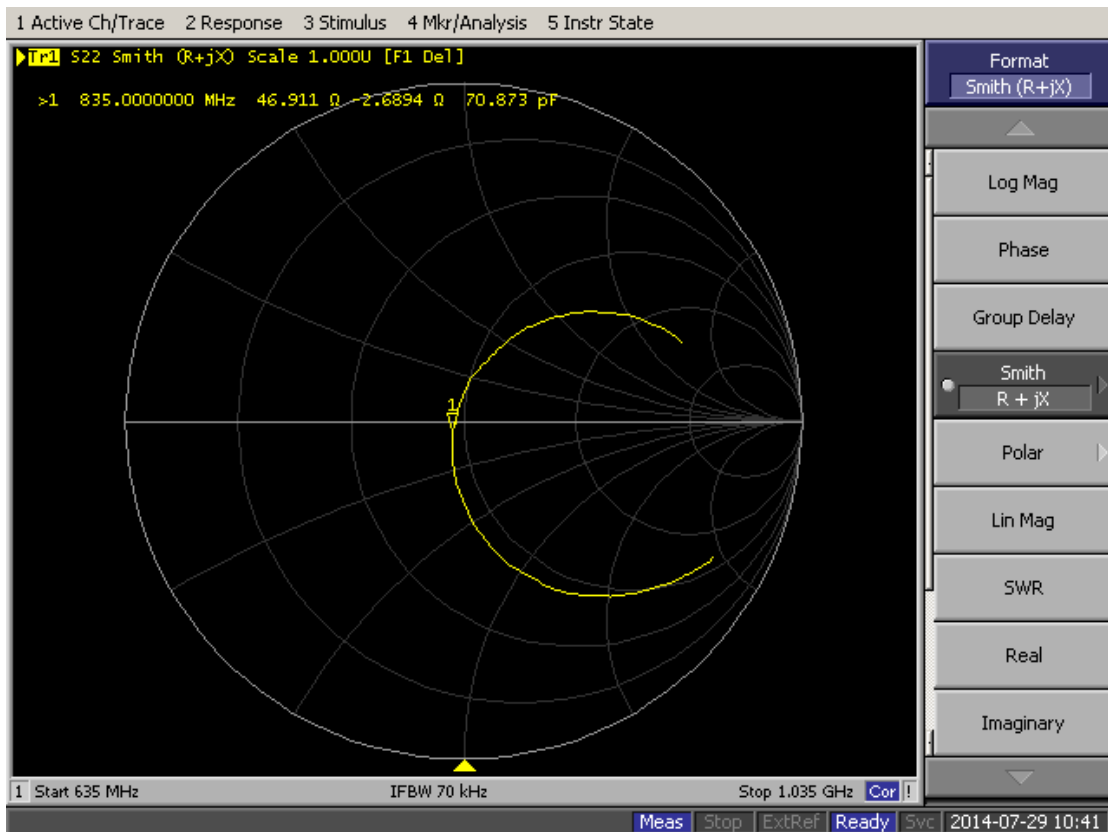 1 Active Ch/Trace 2 Response 3 Stimulus 4 Mkr/Analysis 5 Instr State
Tr1 S22 Smith (R+jX) Scale 1.000U [F1 Del]
>1 835.0000000 MHz 46.911 Ω -2.6894 Ω 70.873 pF
1
Format
Smith (R+jX)
Log Mag
Phase
Group Delay
Smith
R + jX
Polar
Lin Mag
SWR
Real
Imaginary
1 Start 635 MHz IFBW 70 kHz Stop 1.035 GHz Cor !
Meas Stop ExtRef Ready Svc 2014-07-29 10:41